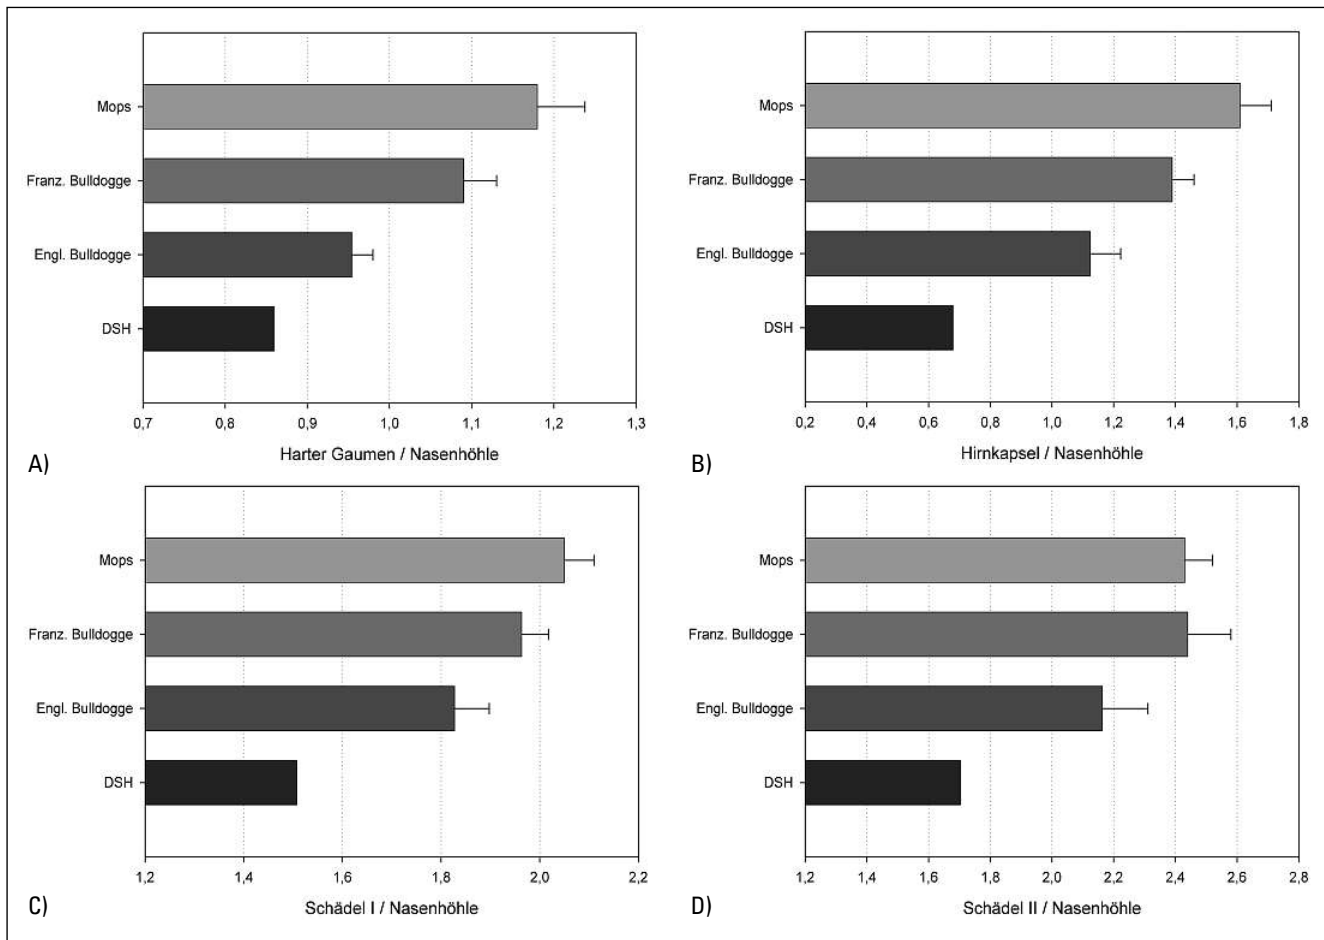 Mops
Franz. Bulldogge
Engl. Bulldogge
DSH
0,7 0,8 0,9 1,0 1,1 1,2 1,3
Harter Gaumen / Nasenhöhle
A)
Mops
Franz. Bulldogge
Engl. Bulldogge
DSH
0,2 0,4 0,6 0,8 1,0 1,2 1,4 1,6 1,8
Hirnkapsel / Nasenhöhle
B)
Mops
Franz. Bulldogge
Engl. Bulldogge
DSH
1,2 1,4 1,6 1,8 2,0 2,2
Schädel I / Nasenhöhle
C)
Mops
Franz. Bulldogge
Engl. Bulldogge
DSH
1,2 1,4 1,6 1,8 2,0 2,2 2,4 2,6 2,8
Schädel II / Nasenhöhle
D)